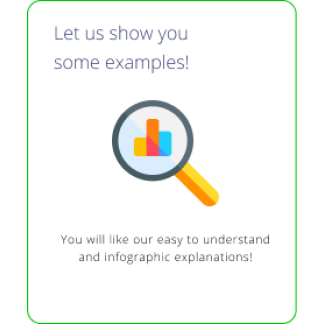 Let us show you
some examples!
You will like our easy to understand
and infographic explanations!